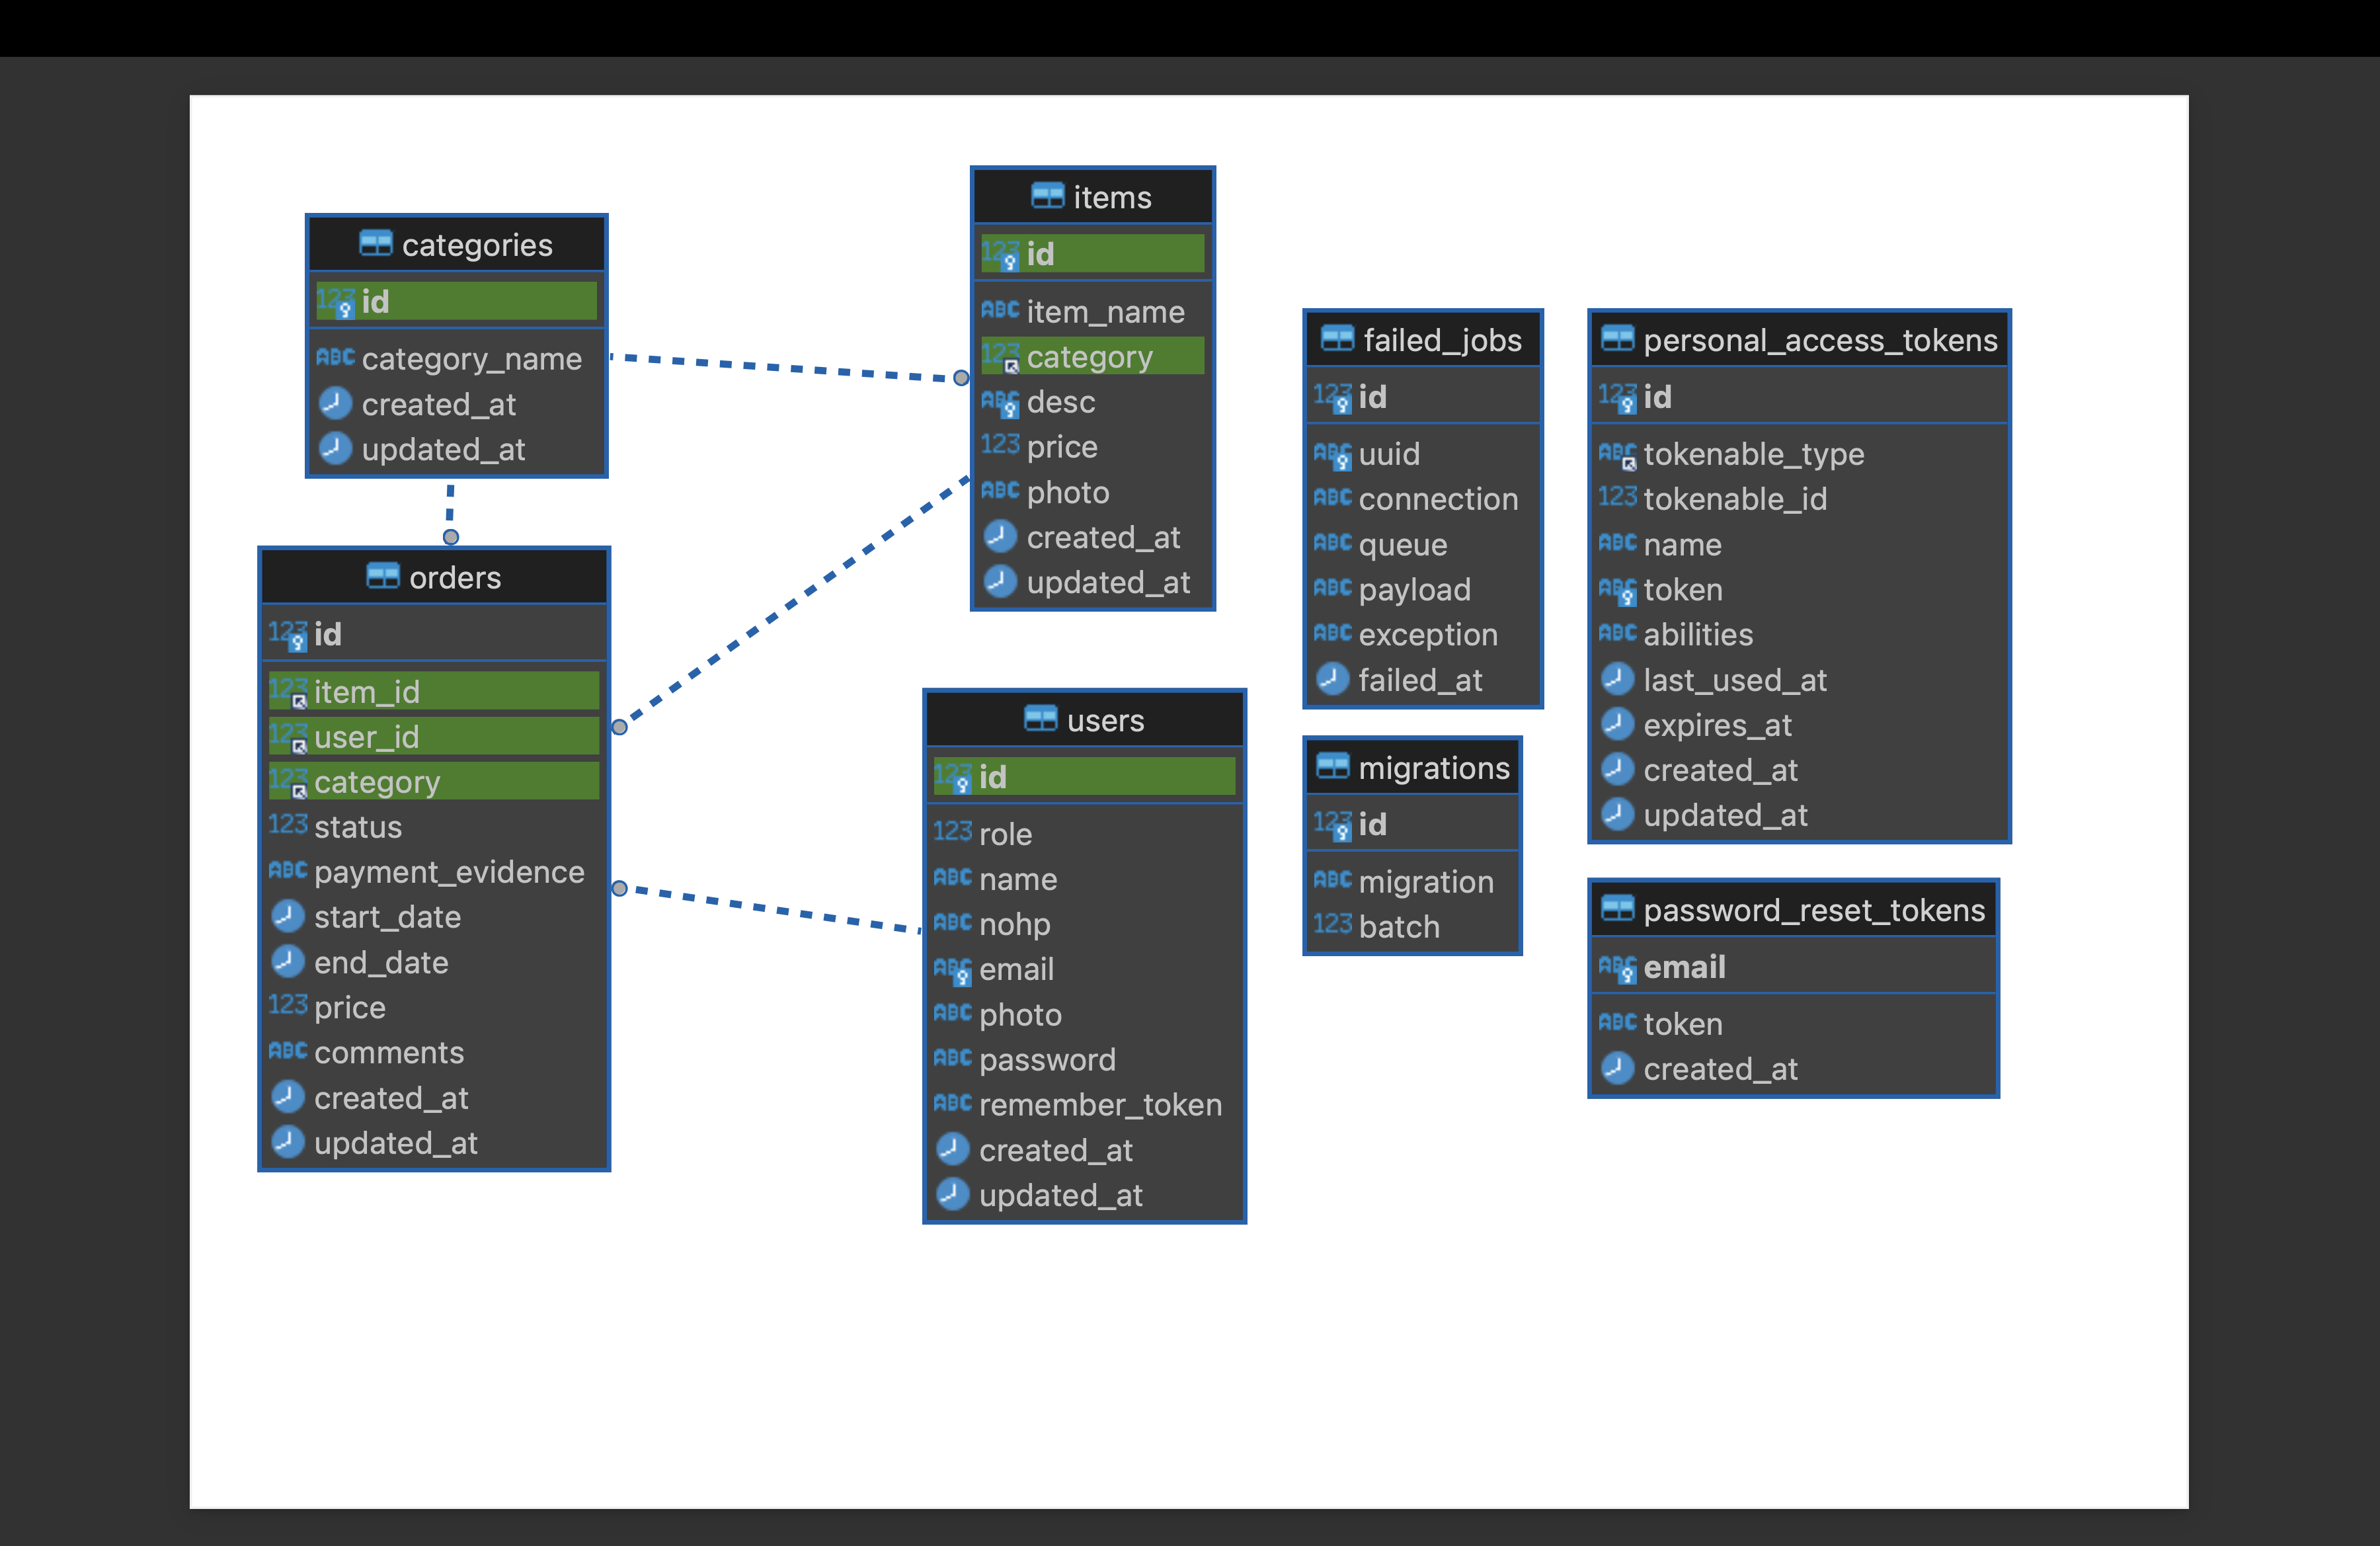 categories
123 id
ABC category_name
created_at
updated_at
items
123 id
ABC item_name
123 category
ABC desc
123 price
ABC photo
created_at
updated_at
orders
123 id
123 item_id
123 user_id
123 category
123 status
ABC payment_evidence
start_date
end_date
123 price
ABC comments
created_at
updated_at
users
123 id
123 role
ABC name
ABC nohp
ABC email
ABC photo
ABC password
ABC remember_token
created_at
updated_at
failed_jobs
123 id
ABC uuid
ABC connection
ABC queue
ABC payload
ABC exception
failed_at
migrations
123 id
ABC migration
123 batch
personal_access_tokens
123 id
ABC tokenable_type
123 tokenable_id
ABC name
ABC token
ABC abilities
last_used_at
expires_at
created_at
updated_at
password_reset_tokens
ABC email
ABC token
created_at